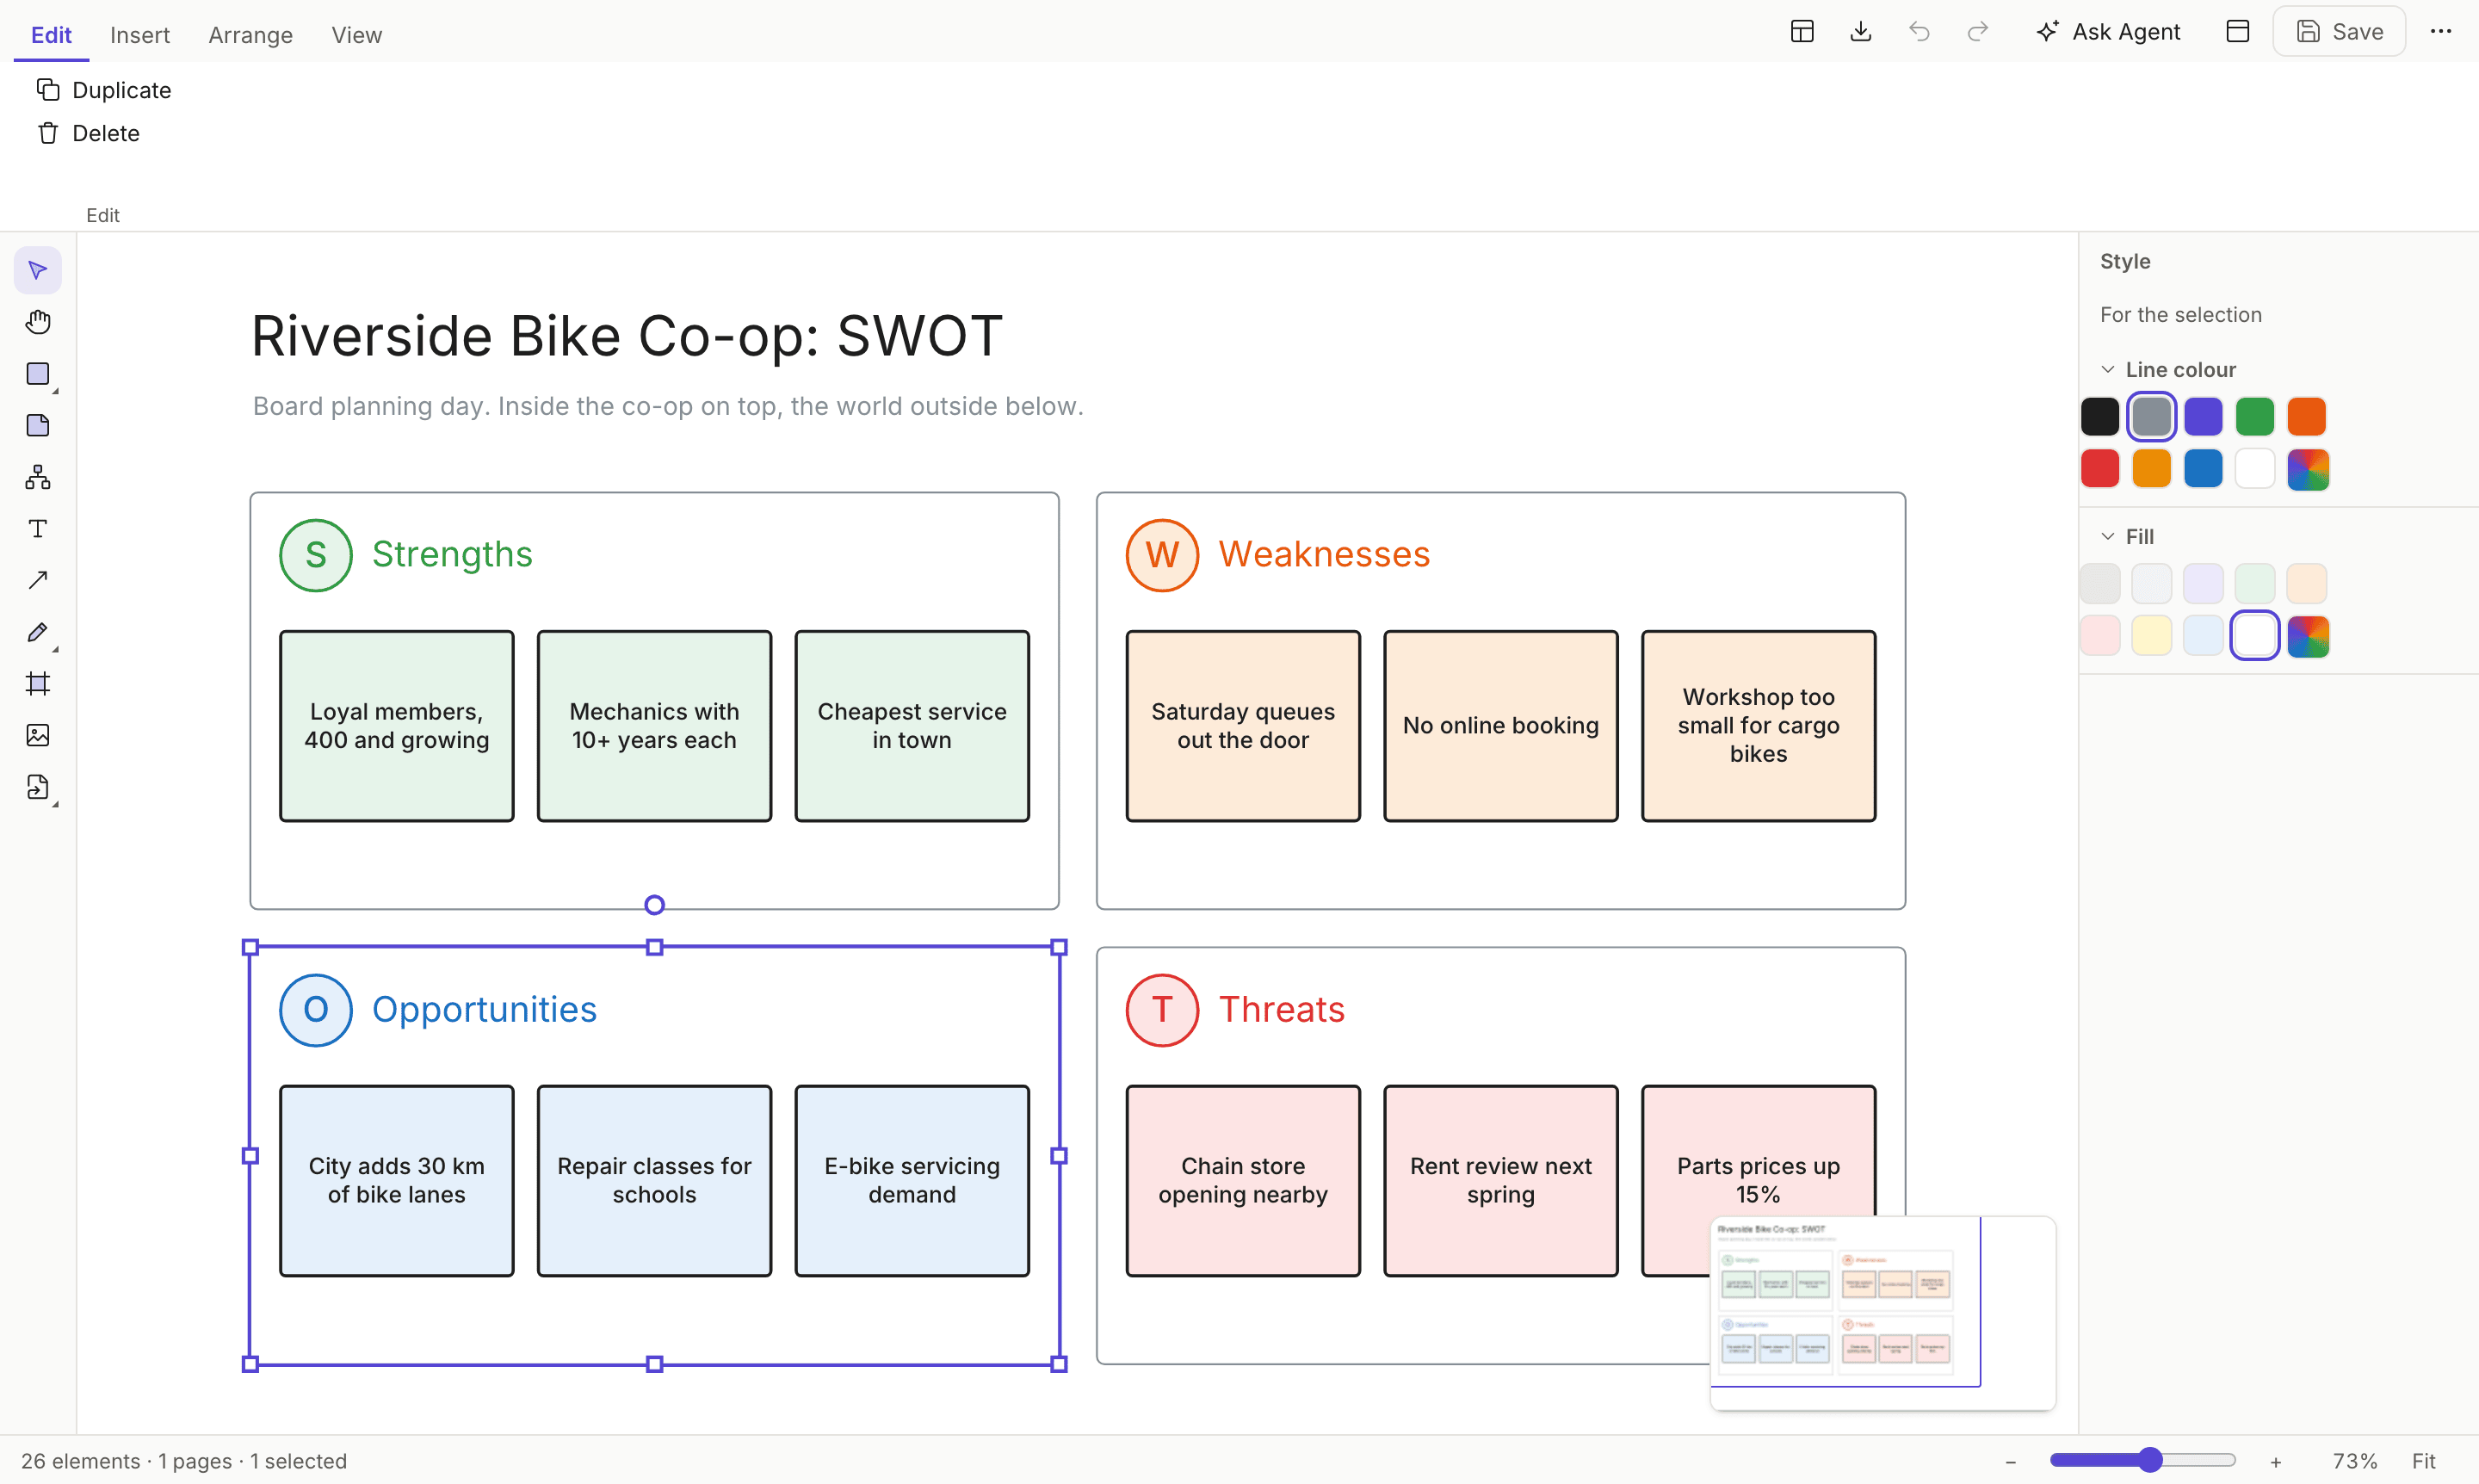 Edit
Insert
Arrange
View
Ask Agent
Save
Duplicate
Delete
Edit
Riverside Bike Co-op: SWOT
Board planning day. Inside the co-op on top, the world outside below.
S
Strengths
Loyal members,
400 and growing
Mechanics with
10+ years each
Cheapest service
in town
W
Weaknesses
Saturday queues
out the door
No online booking
Workshop too
small for cargo
bikes
O
Opportunities
City adds 30 km
of bike lanes
Repair classes for
schools
E-bike servicing
demand
T
Threats
Chain store
opening nearby
Rent review next
spring
Parts prices up
15%
Riverside Bike Co-op: SWOT
Style
For the selection
Line colour
Fill
26 elements · 1 pages · 1 selected
73%
Fit